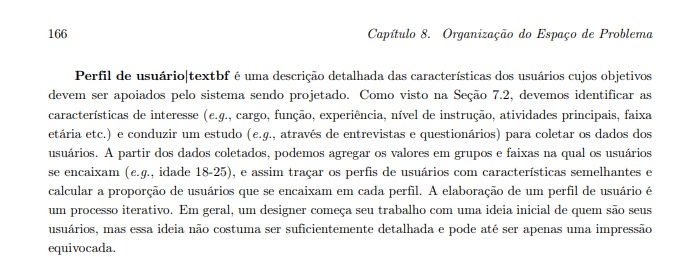 166 Capítulo 8. Organização do Espaço de Problema
Perfil de usuário|textbf é uma descrição detalhada das características dos usuários cujos objetivos
devem ser apoiados pelo sistema sendo projetado. Como visto na Seção 7.2, devemos identificar as
características de interesse (e.g., cargo, função, experiência, nível de instrução, atividades principais, faixa
etária etc.) e conduzir um estudo (e.g., através de entrevistas e questionários) para coletar os dados dos
usuários. A partir dos dados coletados, podemos agregar os valores em grupos e faixas na qual os usuários
se encaixam (e.g., idade 18-25), e assim traçar os perfis de usuários com características semelhantes e
calcular a proporção de usuários que se encaixam em cada perfil. A elaboração de um perfil de usuário é
um processo iterativo. Em geral, um designer começa seu trabalho com uma ideia inicial de quem são seus
usuários, mas essa ideia não costuma ser suficientemente detalhada e pode até ser apenas uma impressão
equivocada.